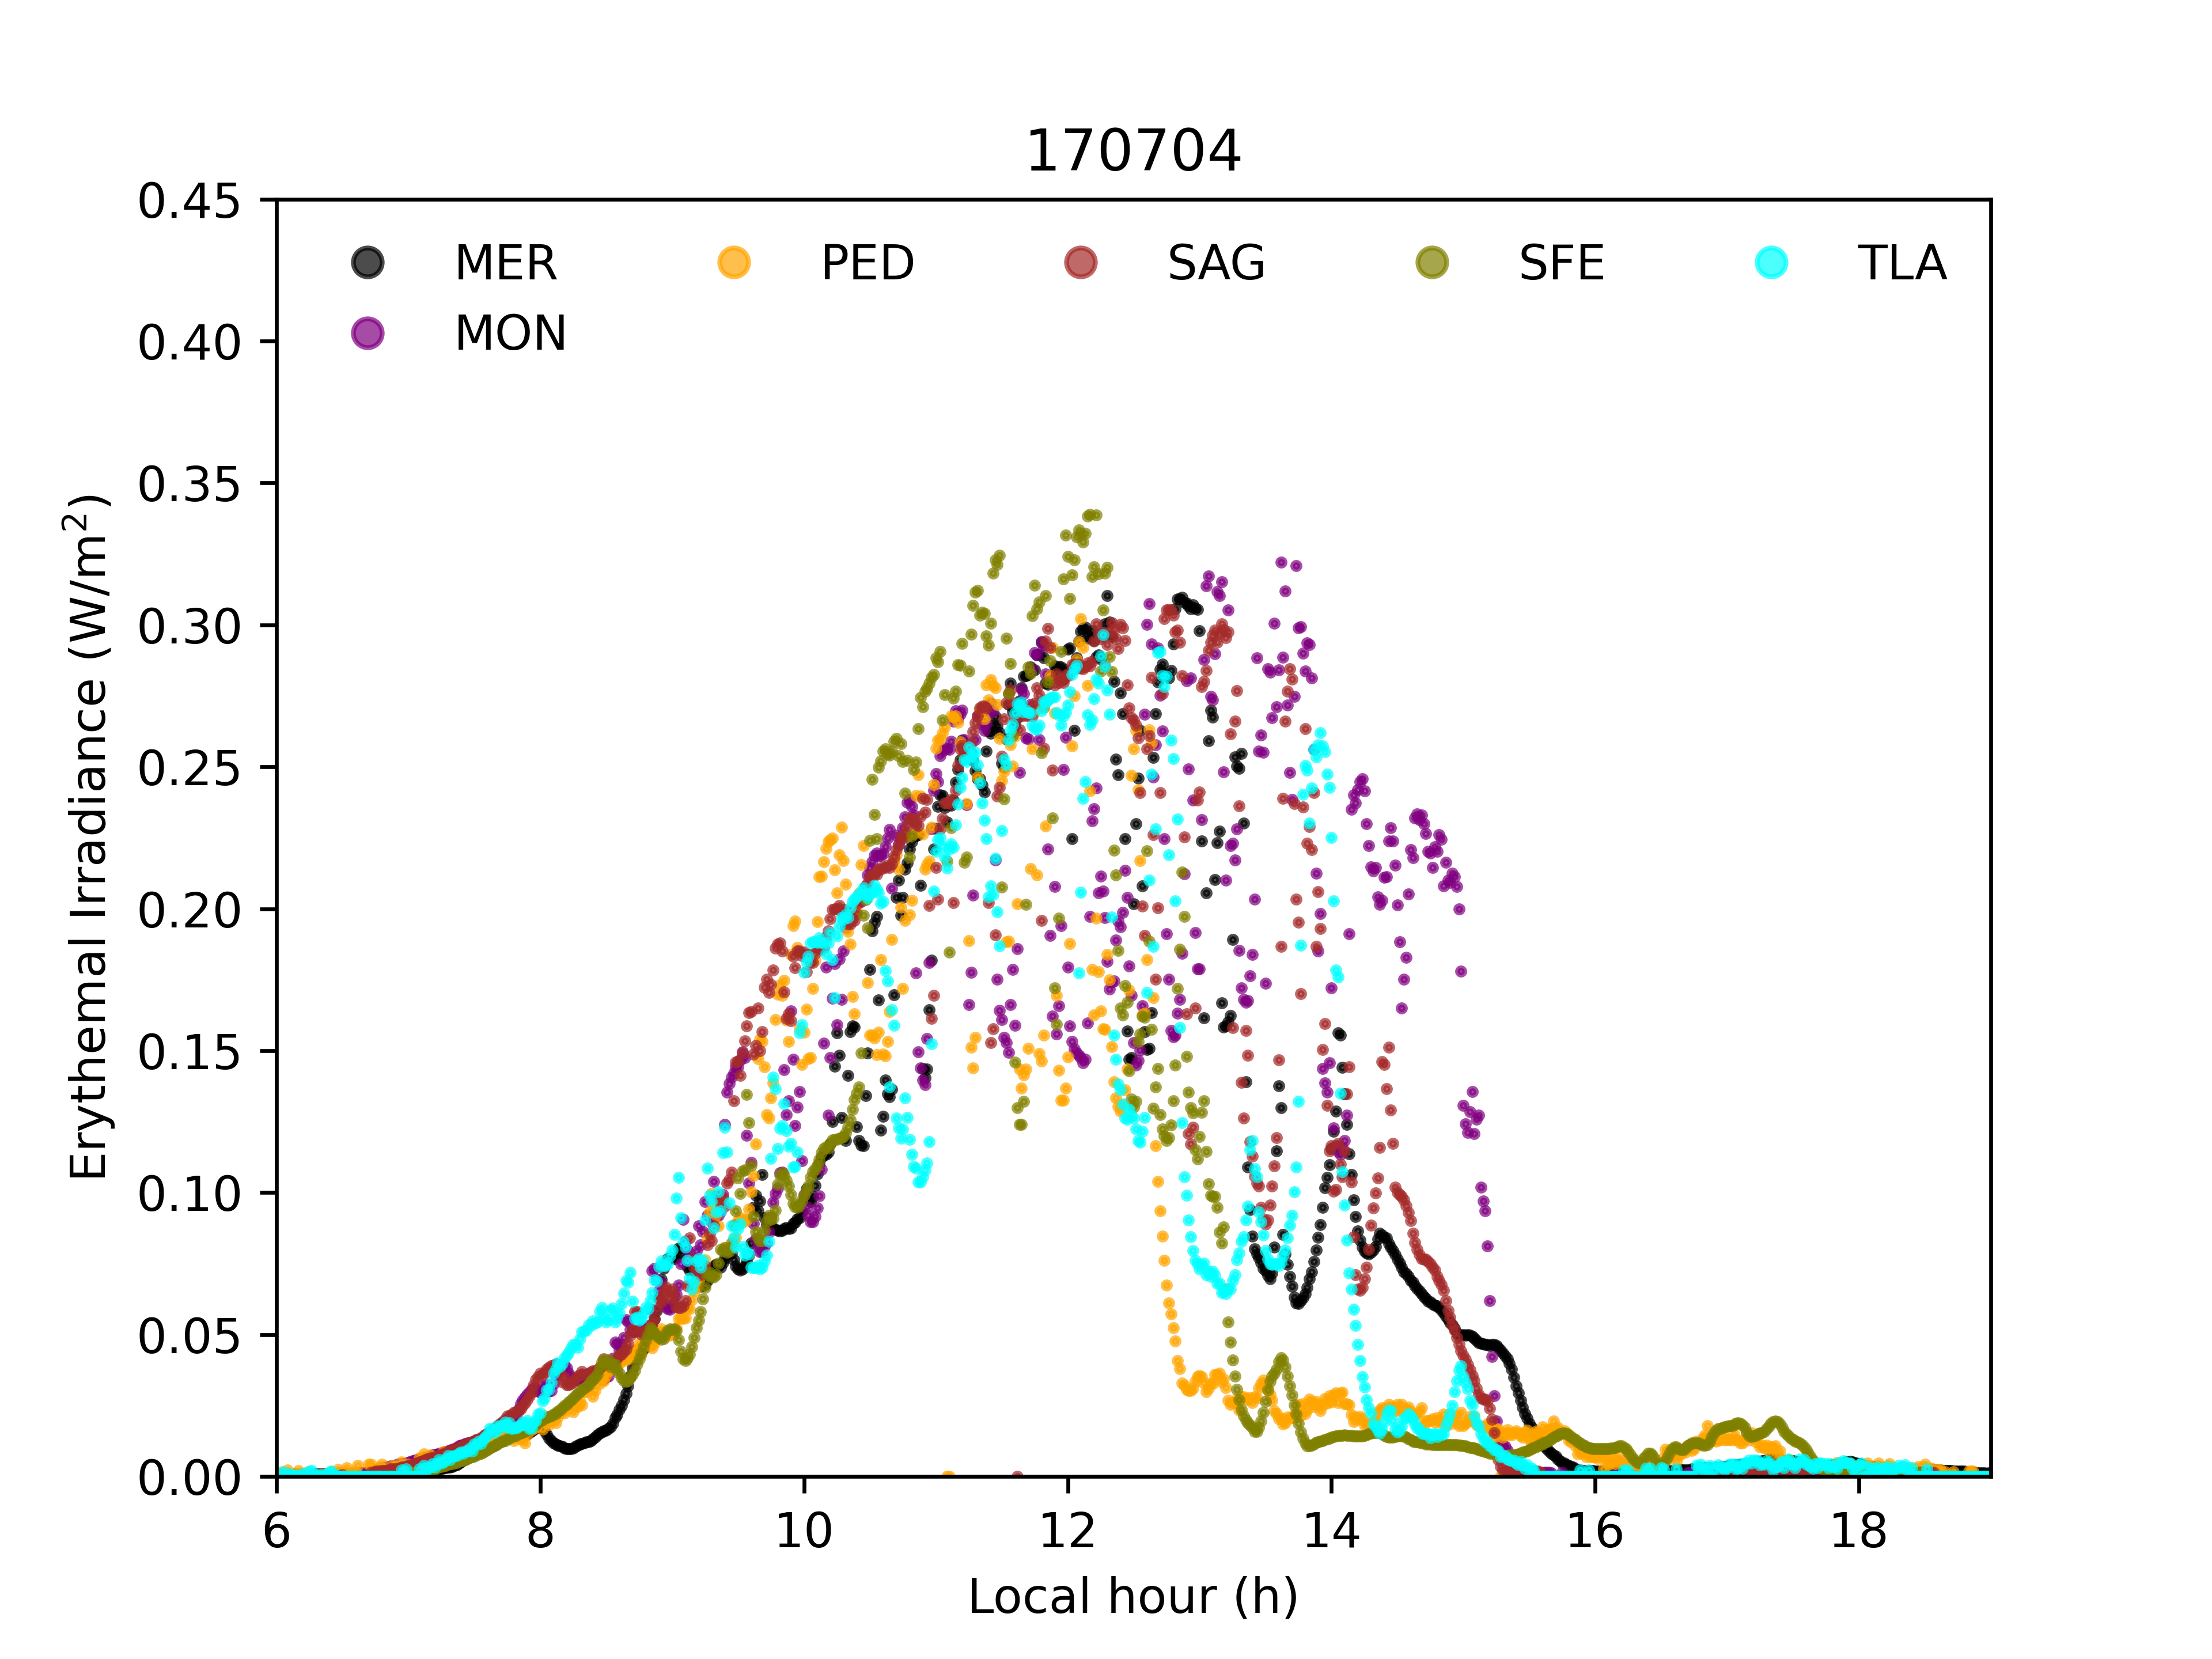 170704
0.45
0.40
0.35
0.30
0.25
0.20
0.15
0.10
0.05
0.00
Erythemal Irradiance (W/m²)
MER PED SAG SFE TLA
MON
6 8 10 12 14 16 18
Local hour (h)